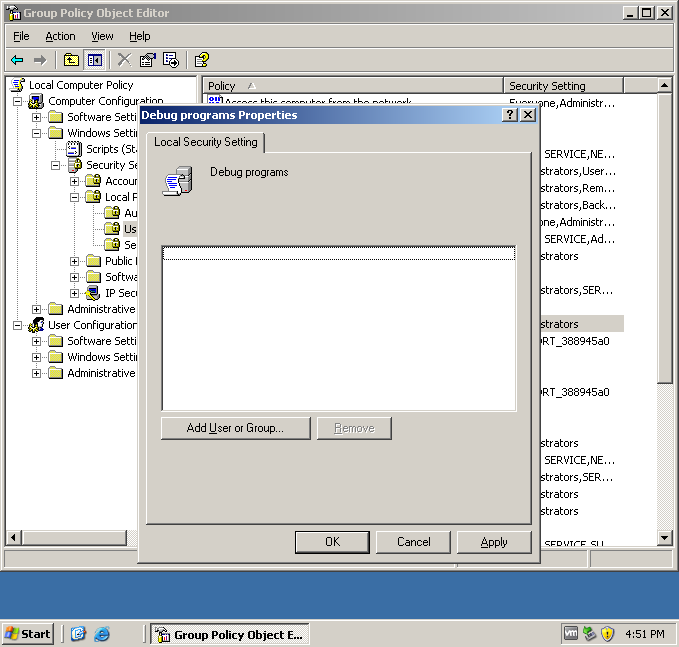 Group Policy Object Editor
File Action View Help
Local Computer Policy
Computer Configuration
Software Setti
Windows Setti
Scripts (Sta
Security Se
Accou
Local P
Au
Us
Se
Public
Softwa
IP Secu
Administrative
User Configuration
Software Setti
Windows Setti
Administrative
Policy Security Setting
Access this computer from the network Everyone,Administr...
SERVICE,NE...
strators,User...
strators,Rem...
strators,Back...
one,Administr...
SERVICE,Ad...
strators
strators,SER...
strators
RT_388945a0
RT_388945a0
strators
SERVICE,NE...
strators,SER...
strators
strators
SERVICE,SU
Debug programs Properties
Local Security Setting
Debug programs
Add User or Group...
Remove
OK Cancel Apply
Start Group Policy Object E... vm 4:51 PM